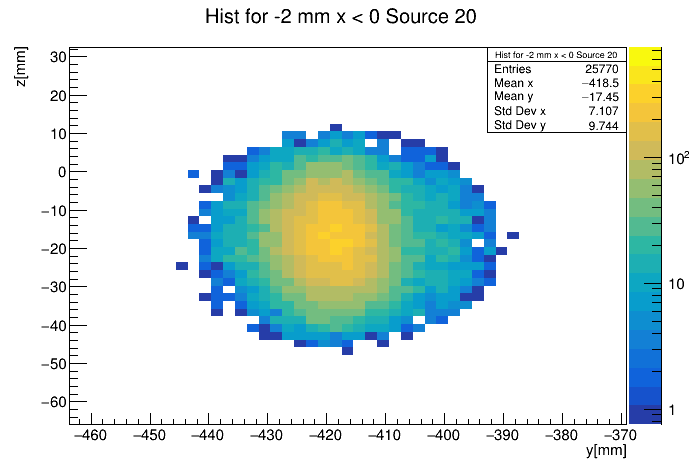 Hist for -2 mm x < 0 Source 20
z[mm]
30
20
10
0
−10
−20
−30
−40
−50
−60
Hist for -2 mm x < 0 Source 20
Entries 25770
Mean x −418.5
Mean y −17.45
Std Dev x 7.107
Std Dev y 9.744
10²
10
1
−460 −450 −440 −430 −420 −410 −400 −390 −380 −370
y[mm]